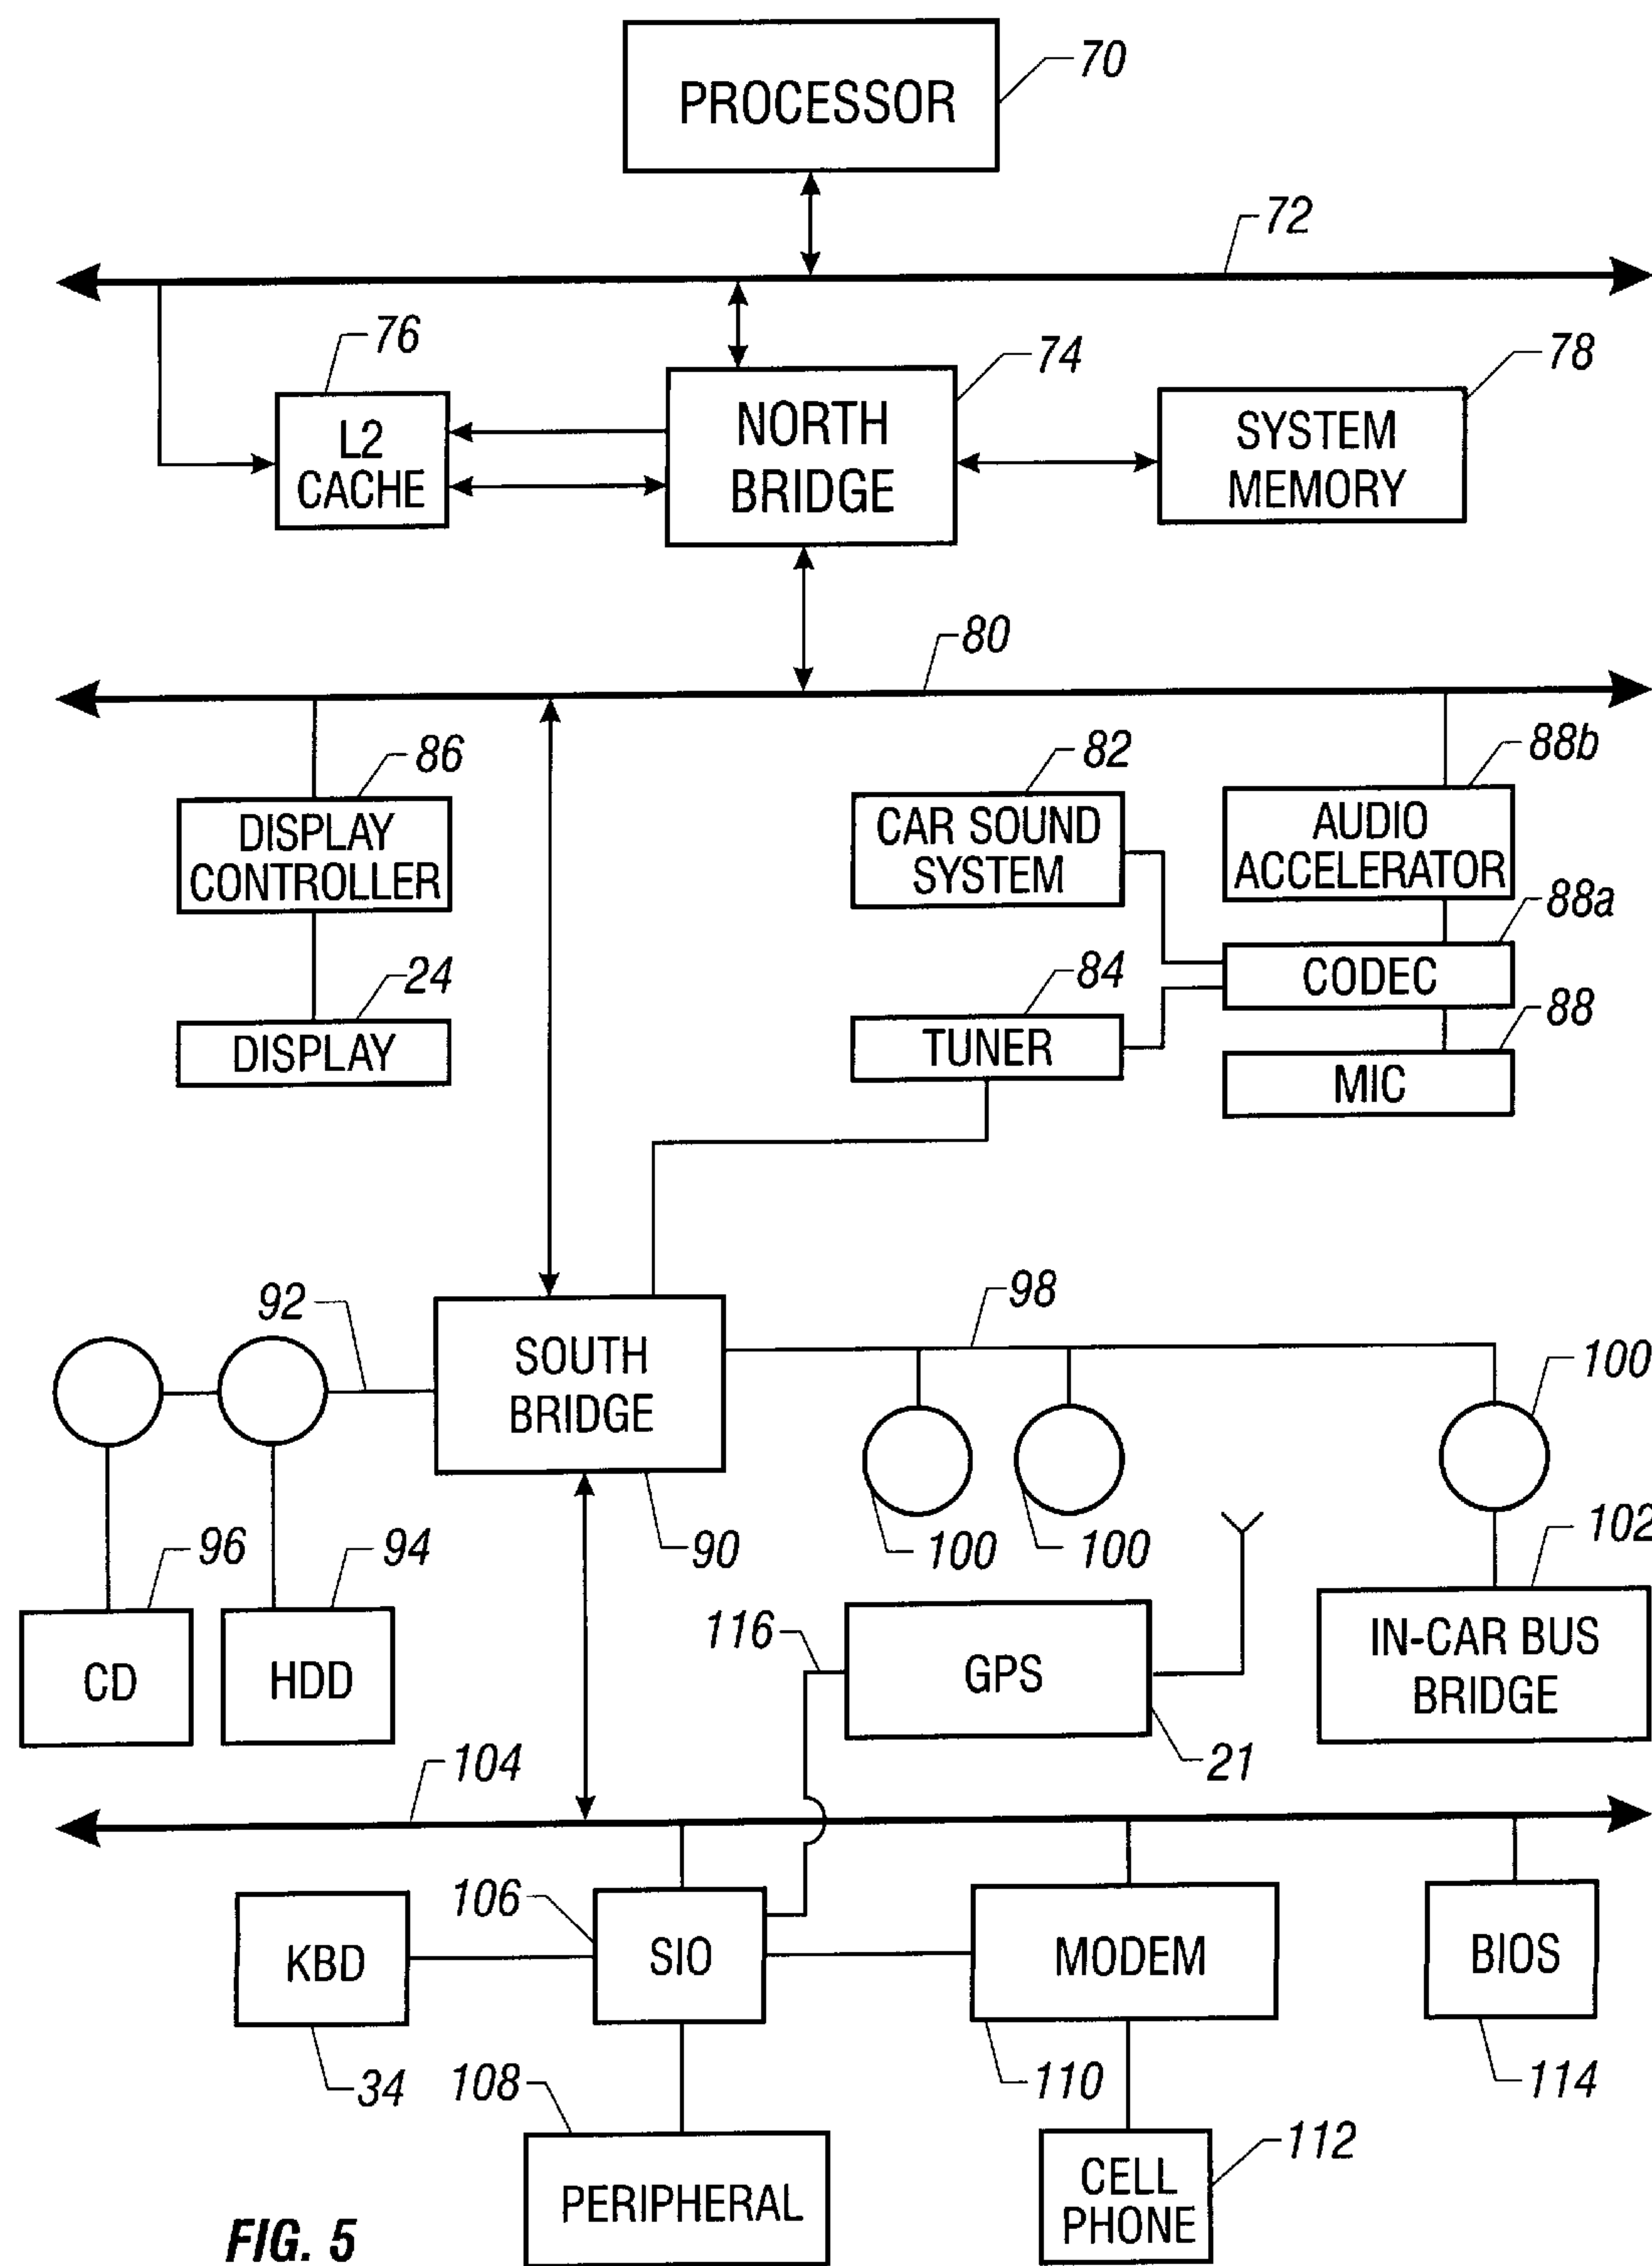 70
PROCESSOR
72
76
74
78
L2
CACHE
NORTH
BRIDGE
SYSTEM
MEMORY
80
86
82
88b
DISPLAY
CONTROLLER
CAR SOUND
SYSTEM
AUDIO
ACCELERATOR
88a
24
84
CODEC
88
DISPLAY
TUNER
MIC
92
98
SOUTH
BRIDGE
100
96
94
90
100
100
102
116
CD
HDD
GPS
IN-CAR BUS
BRIDGE
104
21
106
KBD
SIO
MODEM
BIOS
34
108
110
114
112
PERIPHERAL
CELL
PHONE
FIG. 5